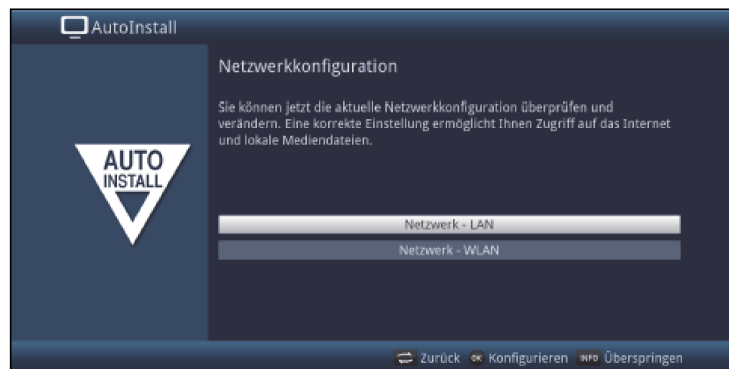 AutoInstall
Netzwerkkonfiguration
Sie können jetzt die aktuelle Netzwerkkonfiguration überprüfen und
verändern. Eine korrekte Einstellung ermöglicht Ihnen Zugriff auf das Internet
und lokale Mediendateien.
AUTO
INSTALL
Netzwerk - LAN
Netzwerk - WLAN
Zurück OK Konfigurieren INFO Überspringen